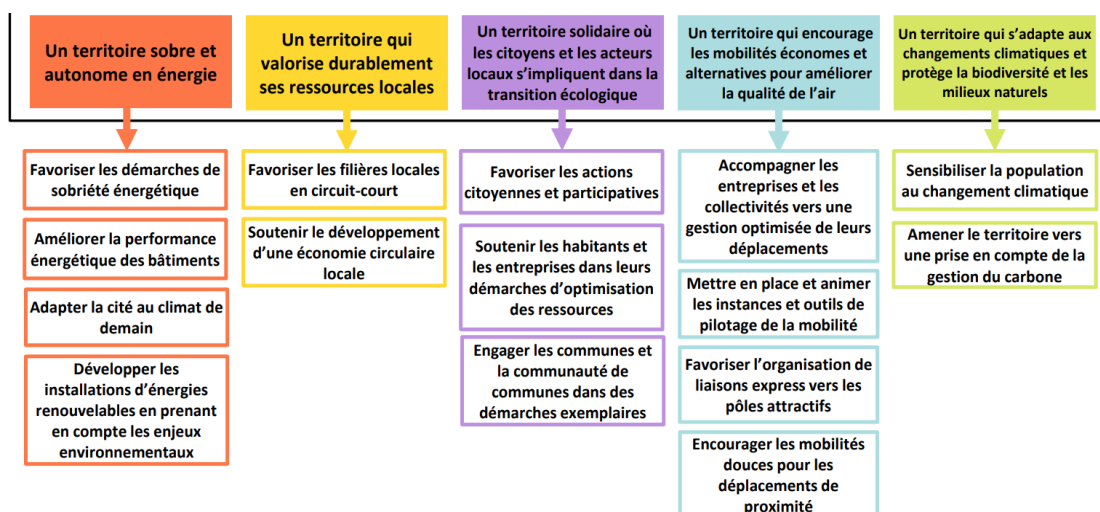 Un territoire sobre et
autonome en énergie
Un territoire qui
valorise durablement
ses ressources locales
Un territoire solidaire où
les citoyens et les acteurs
locaux s'impliquent dans la
transition écologique
Un territoire qui encourage
les mobilités économes et
alternatives pour améliorer
la qualité de l'air
Un territoire qui s'adapte aux
changements climatiques et
protège la biodiversité et les
milieux naturels
Favoriser les démarches de
sobriété énergétique
Améliorer la performance
énergétique des bâtiments
Adapter la cité au climat de
demain
Développer les
installations d'énergies
renouvelables en prenant
en compte les enjeux
environnementaux
Favoriser les filières locales
en circuit-court
Soutenir le développement
d'une économie circulaire
locale
Favoriser les actions
citoyennes et participatives
Soutenir les habitants et
les entreprises dans leurs
démarches d'optimisation
des ressources
Engager les communes et
la communauté de
communes dans des
démarches exemplaires
Accompagner les
entreprises et les
collectivités vers une
gestion optimisée de leurs
déplacements
Mettre en place et animer
les instances et outils de
pilotage de la mobilité
Favoriser l'organisation de
liaisons express vers les
pôles attractifs
Encourager les mobilités
douces pour les
déplacements de
proximité
Sensibiliser la population
au changement climatique
Amener le territoire vers
une prise en compte de la
gestion du carbone